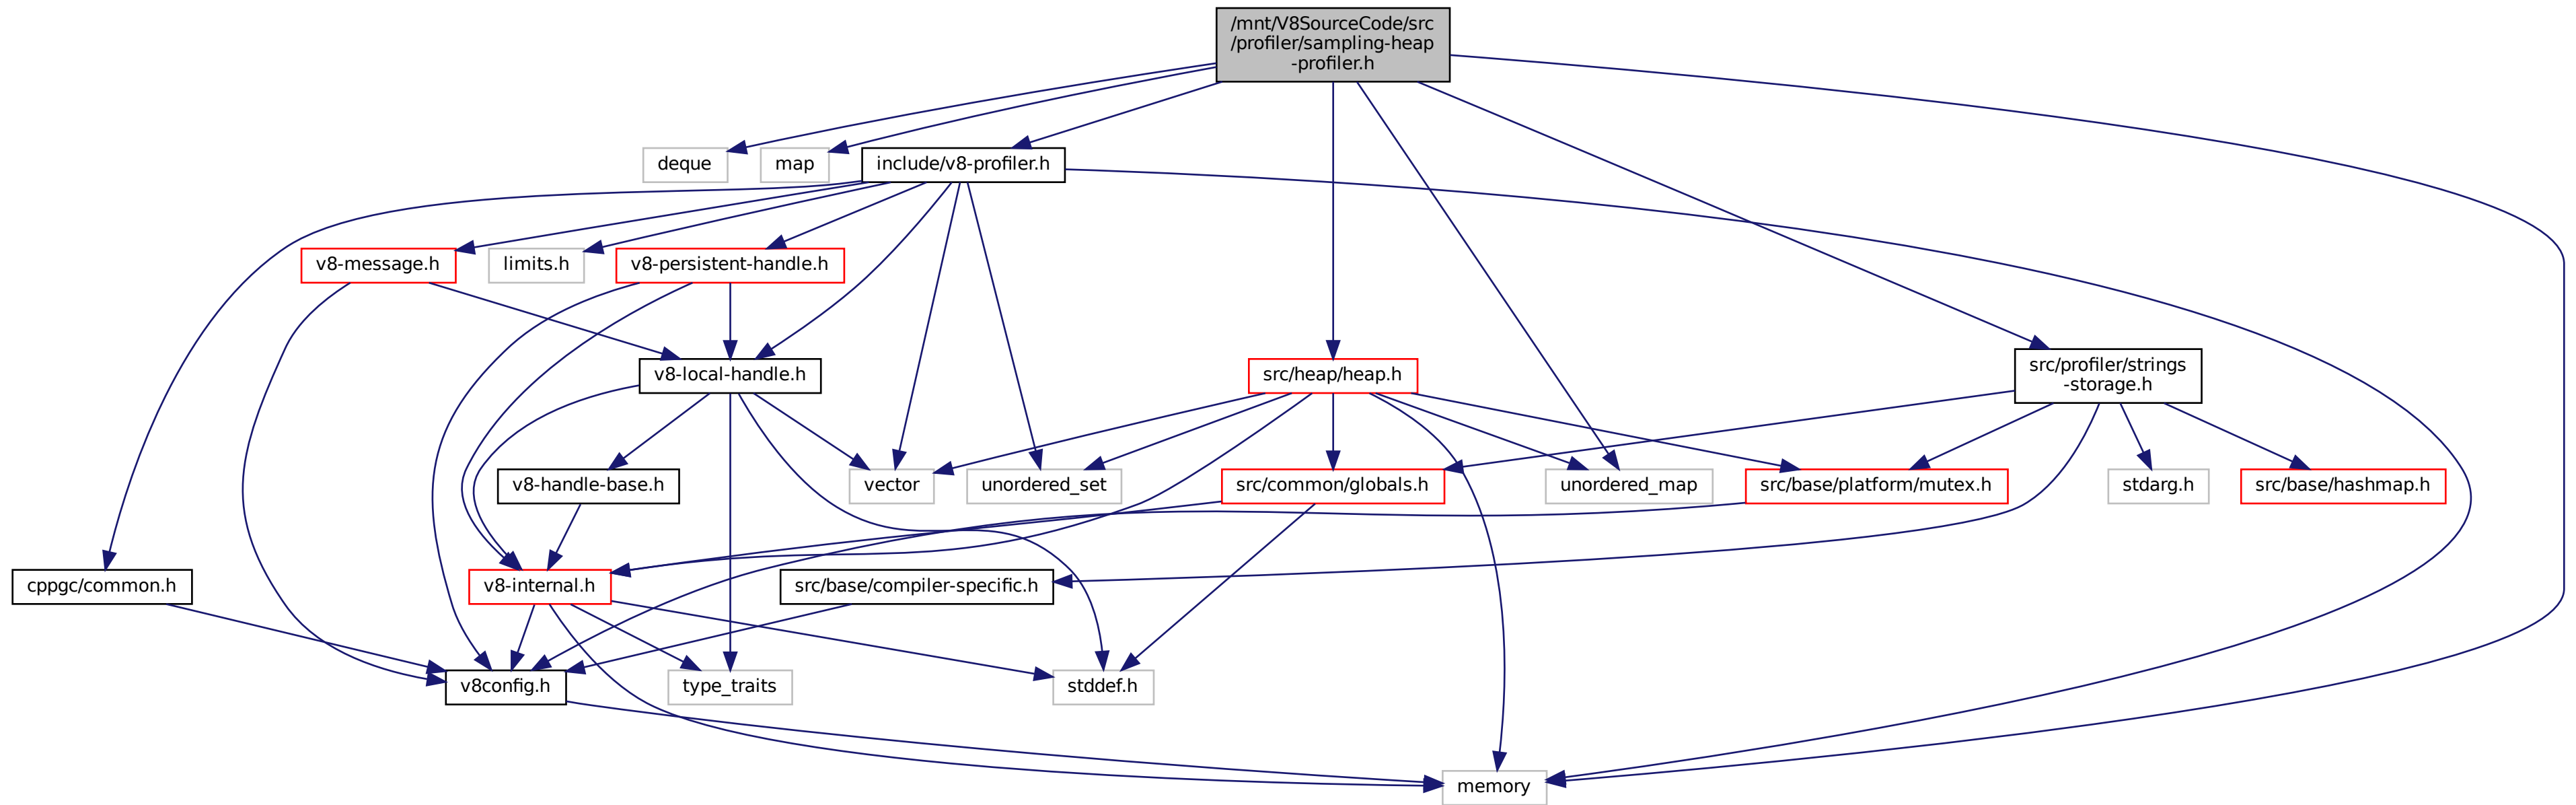 /mnt/V8SourceCode/src
/profiler/sampling-heap
-profiler.h
deque
map
include/v8-profiler.h
v8-message.h
limits.h
v8-persistent-handle.h
v8-local-handle.h
src/heap/heap.h
src/profiler/strings
-storage.h
v8-handle-base.h
vector
unordered_set
src/common/globals.h
unordered_map
src/base/platform/mutex.h
stdarg.h
src/base/hashmap.h
cppgc/common.h
v8-internal.h
src/base/compiler-specific.h
v8config.h
type_traits
stddef.h
memory